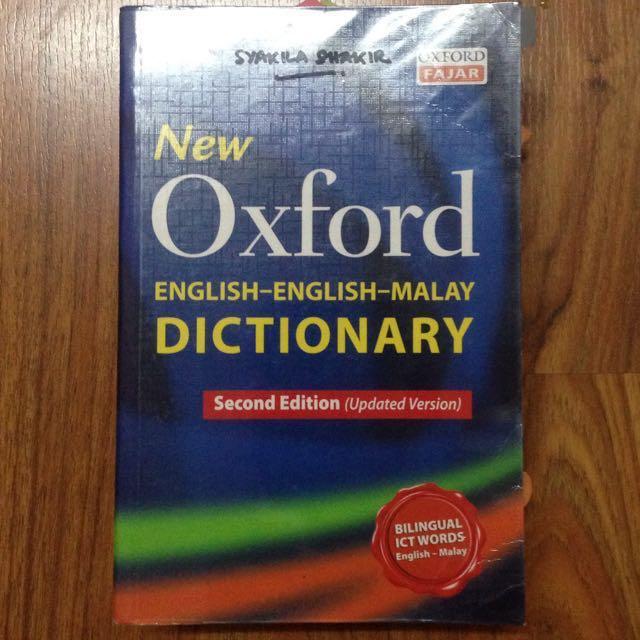 SYAKILA SHAKIR
OXFORD
FAJAR
New
Oxford
ENGLISH–ENGLISH–MALAY
DICTIONARY
Second Edition (Updated Version)
BILINGUAL
ICT WORDS
English – Malay